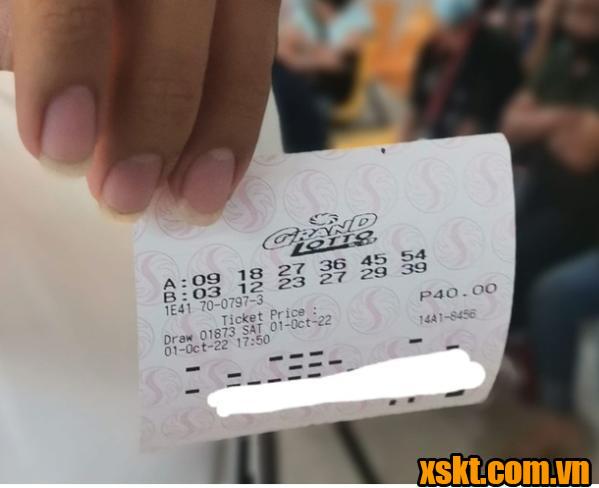 GRAND
LOTTO
A: 09 18 27 36 45 54
B: 03 12 23 27 29 39
1E41 70-0797-3
Ticket Price : P40.00
Draw 01873 SAT 01-Oct-22
01-Oct-22 17:50 14A1-8456
xskt.com.vn